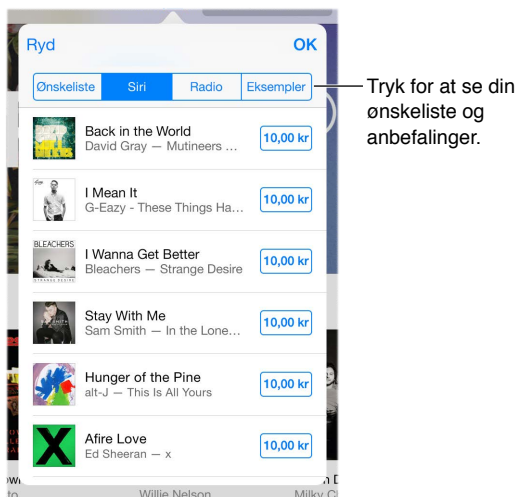 Ryd OK
Ønskeliste Siri Radio Eksempler
Tryk for at se din
ønskeliste og
anbefalinger.
Back in the World
David Gray — Mutineers ...
10,00 kr
I Mean It
G-Eazy - These Things Ha...
10,00 kr
BLEACHERS
STRANGE DESIRE
I Wanna Get Better
Bleachers — Strange Desire
10,00 kr
Stay With Me
Sam Smith — In the Lone...
10,00 kr
Hunger of the Pine
alt-J — This Is All Yours
10,00 kr
Afire Love
Ed Sheeran — x
10,00 kr
Willie Nelson